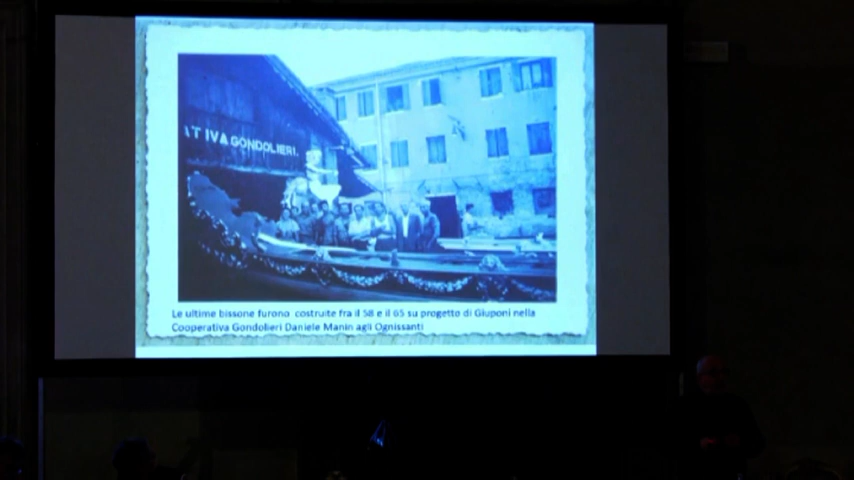 ATIVA GONDOLIERI.
Le ultime bissone furono costruite fra il 58 e il 65 su progetto di Giuponi nella
Cooperativa Gondolieri Daniele Manin agli Ognissanti